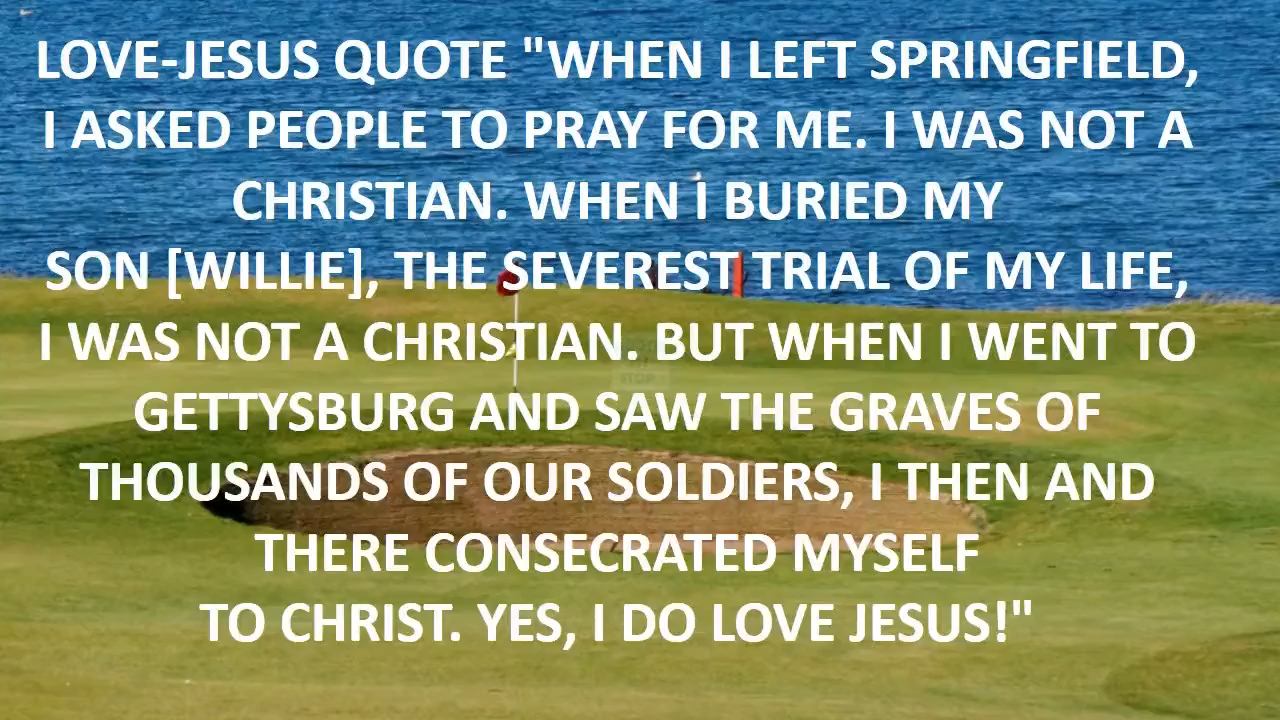 LOVE-JESUS QUOTE "WHEN I LEFT SPRINGFIELD,
I ASKED PEOPLE TO PRAY FOR ME. I WAS NOT A
CHRISTIAN. WHEN I BURIED MY
SON [WILLIE], THE SEVEREST TRIAL OF MY LIFE,
I WAS NOT A CHRISTIAN. BUT WHEN I WENT TO
GETTYSBURG AND SAW THE GRAVES OF
THOUSANDS OF OUR SOLDIERS, I THEN AND
THERE CONSECRATED MYSELF
TO CHRIST. YES, I DO LOVE JESUS!"